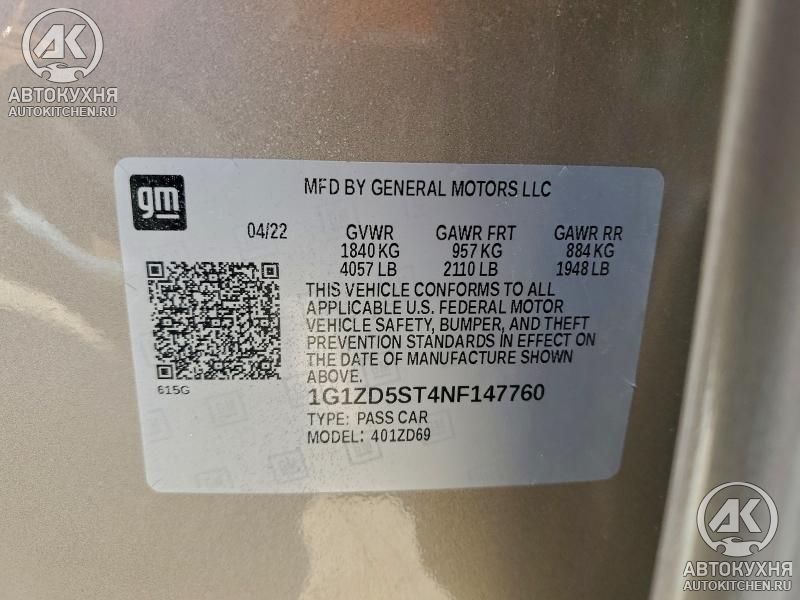 AK
АВТОКУХНЯ
AUTOKITCHEN.RU
gm
MFD BY GENERAL MOTORS LLC
04/22 GVWR GAWR FRT GAWR RR
1840 KG 957 KG 884 KG
4057 LB 2110 LB 1948 LB
THIS VEHICLE CONFORMS TO ALL
APPLICABLE U.S. FEDERAL MOTOR
VEHICLE SAFETY, BUMPER, AND THEFT
PREVENTION STANDARDS IN EFFECT ON
THE DATE OF MANUFACTURE SHOWN
ABOVE.
615G
1G1ZD5ST4NF147760
TYPE: PASS CAR
MODEL: 401ZD69
AK
АВТОКУХНЯ
AUTOKITCHEN.RU